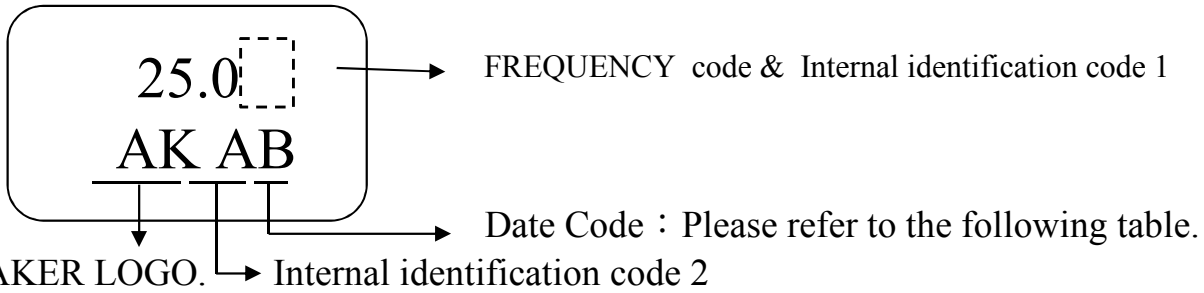 25.0
FREQUENCY code & Internal identification code 1
AK AB
Date Code：Please refer to the following table.
AKER LOGO.
Internal identification code 2